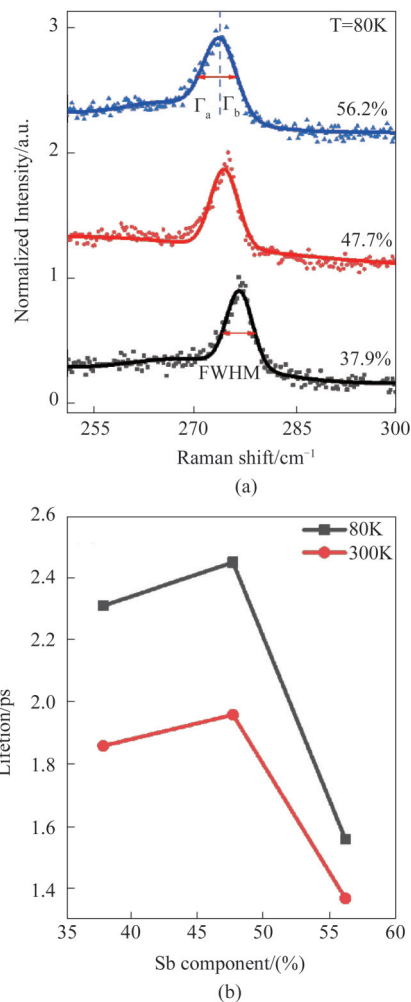 T=80K
3
Γa Γb
56.2%
2
47.7%
1
37.9%
FWHM
0
255 270 285 300
Normalized Intensity/a.u.
Raman shift/cm⁻¹
(a)
2.6
80K
300K
2.4
2.2
2.0
1.8
1.6
1.4
35 40 45 50 55 60
Lifetion/ps
Sb component/(%)
(b)